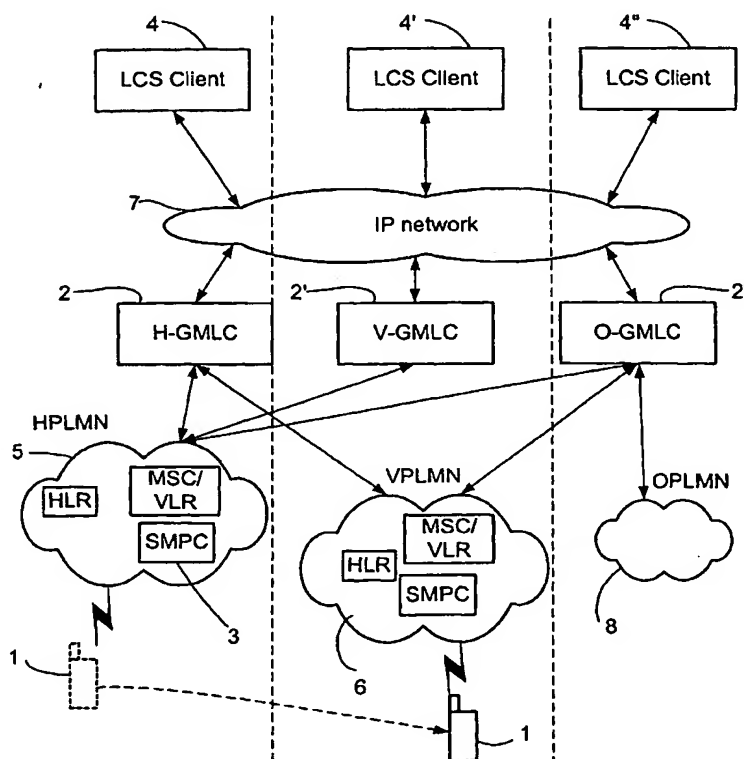 4
4'
4"
LCS Client
LCS Client
LCS Client
7
IP network
2
2'
2
H-GMLC
V-GMLC
O-GMLC
HPLMN
5
HLR
MSC/
VLR
SMPC
VPLMN
MSC/
VLR
HLR
SMPC
OPLMN
3
6
8
1
1